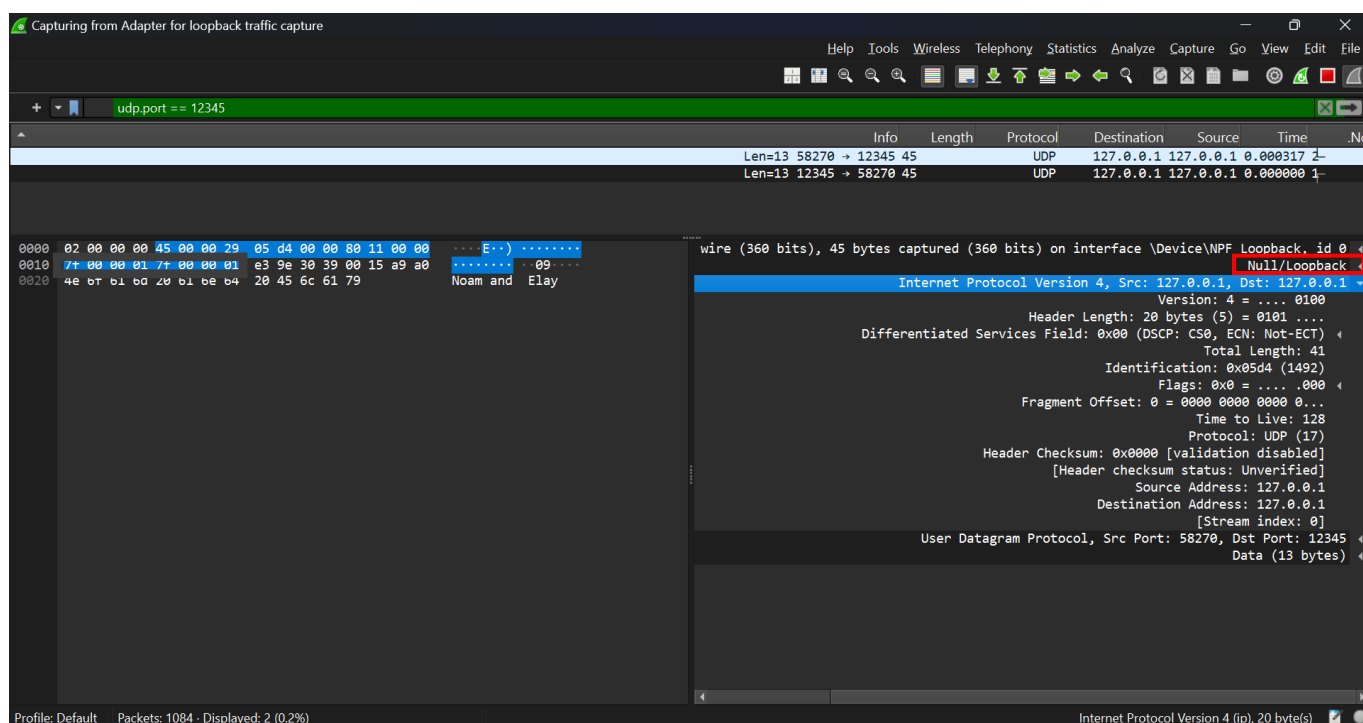 Capturing from Adapter for loopback traffic capture
Help Tools Wireless Telephony Statistics Analyze Capture Go View Edit File
udp.port == 12345
Info Length Protocol Destination Source Time .No
Len=13 58270 → 12345 45 UDP 127.0.0.1 127.0.0.1 0.000317 2
Len=13 12345 → 58270 45 UDP 127.0.0.1 127.0.0.1 0.000000 1
0000 02 00 00 00 45 00 00 29 05 d4 00 00 80 11 00 00 ····E··) ········
0010 7f 00 00 01 7f 00 00 01 e3 9e 30 39 00 15 a9 a0 ········ ··09····
0020 4e 6f 61 6d 20 61 6e 64 20 45 6c 61 79 Noam and Elay
wire (360 bits), 45 bytes captured (360 bits) on interface \Device\NPF_Loopback, id 0
Null/Loopback
Internet Protocol Version 4, Src: 127.0.0.1, Dst: 127.0.0.1
Version: 4 = .... 0100
Header Length: 20 bytes (5) = 0101 ....
Differentiated Services Field: 0x00 (DSCP: CS0, ECN: Not-ECT)
Total Length: 41
Identification: 0x05d4 (1492)
Flags: 0x0 = .... .000
Fragment Offset: 0 = 0000 0000 0000 0...
Time to Live: 128
Protocol: UDP (17)
Header Checksum: 0x0000 [validation disabled]
[Header checksum status: Unverified]
Source Address: 127.0.0.1
Destination Address: 127.0.0.1
[Stream index: 0]
User Datagram Protocol, Src Port: 58270, Dst Port: 12345
Data (13 bytes)
Profile: Default Packets: 1084 · Displayed: 2 (0.2%) Internet Protocol Version 4 (ip), 20 byte(s)